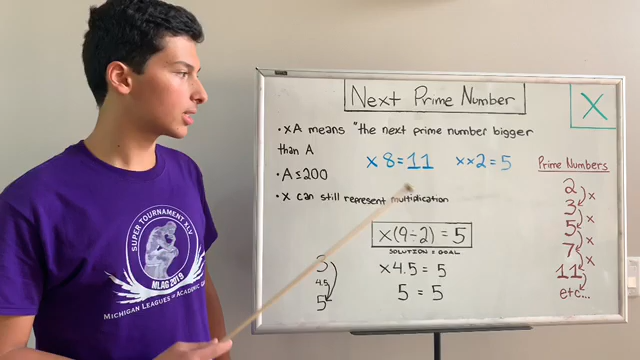 Next Prime Number
X
• xA means "the next prime number bigger
than A
x 8 = 11
x x 2 = 5
• A ≤ 200
• x can still represent multiplication
x(9÷2) = 5
SOLUTION = GOAL
x4.5 = 5
5 = 5
3
4.5
5
Prime Numbers
2
x
3
x
5
x
7
x
11
etc...
SUPER TOURNAMENT XLV
MLAG 2019
MICHIGAN LEAGUES OF ACADEMIC